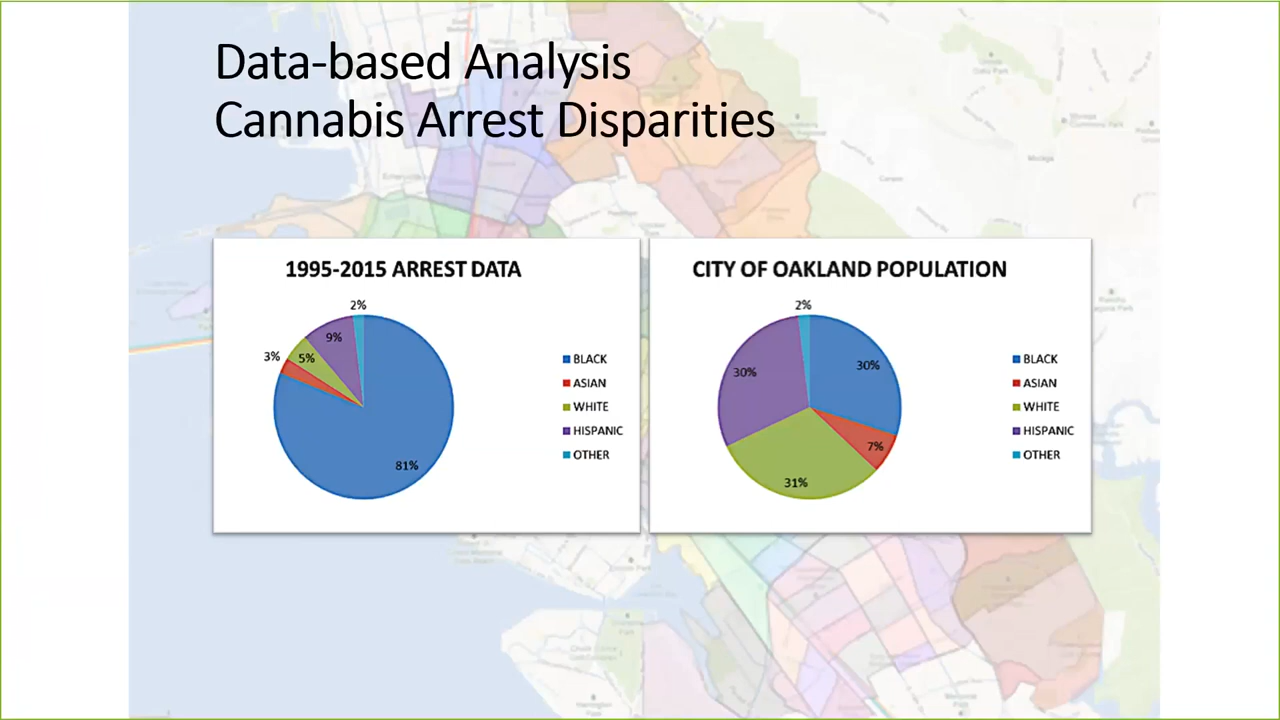 Data-based Analysis
Cannabis Arrest Disparities
1995-2015 ARREST DATA
2%
9%
5%
3%
81%
BLACK
ASIAN
WHITE
HISPANIC
OTHER
CITY OF OAKLAND POPULATION
2%
30%
30%
7%
31%
BLACK
ASIAN
WHITE
HISPANIC
OTHER